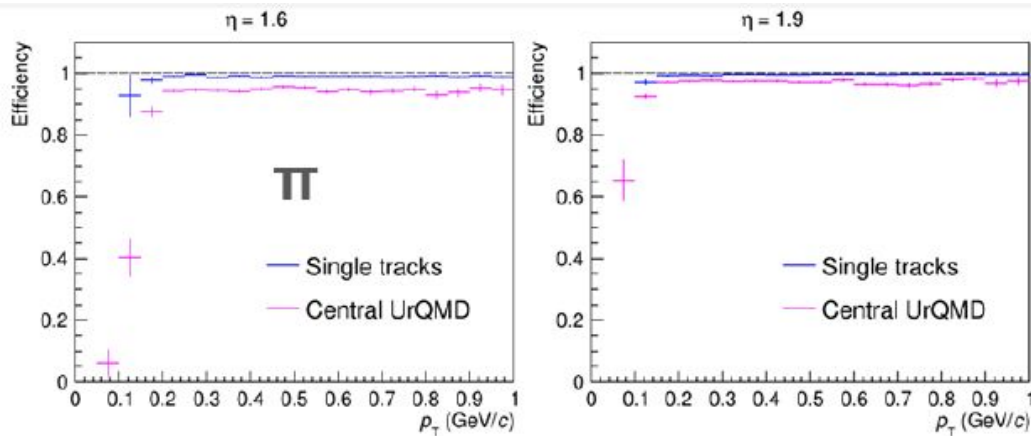 η = 1.6
Efficiency
1
0.8
0.6
0.4
0.2
0
π
Single tracks
Central UrQMD
0 0.1 0.2 0.3 0.4 0.5 0.6 0.7 0.8 0.9 1
p_T (GeV/c)
η = 1.9
Efficiency
1
0.8
0.6
0.4
0.2
0
Single tracks
Central UrQMD
0 0.1 0.2 0.3 0.4 0.5 0.6 0.7 0.8 0.9 1
p_T (GeV/c)